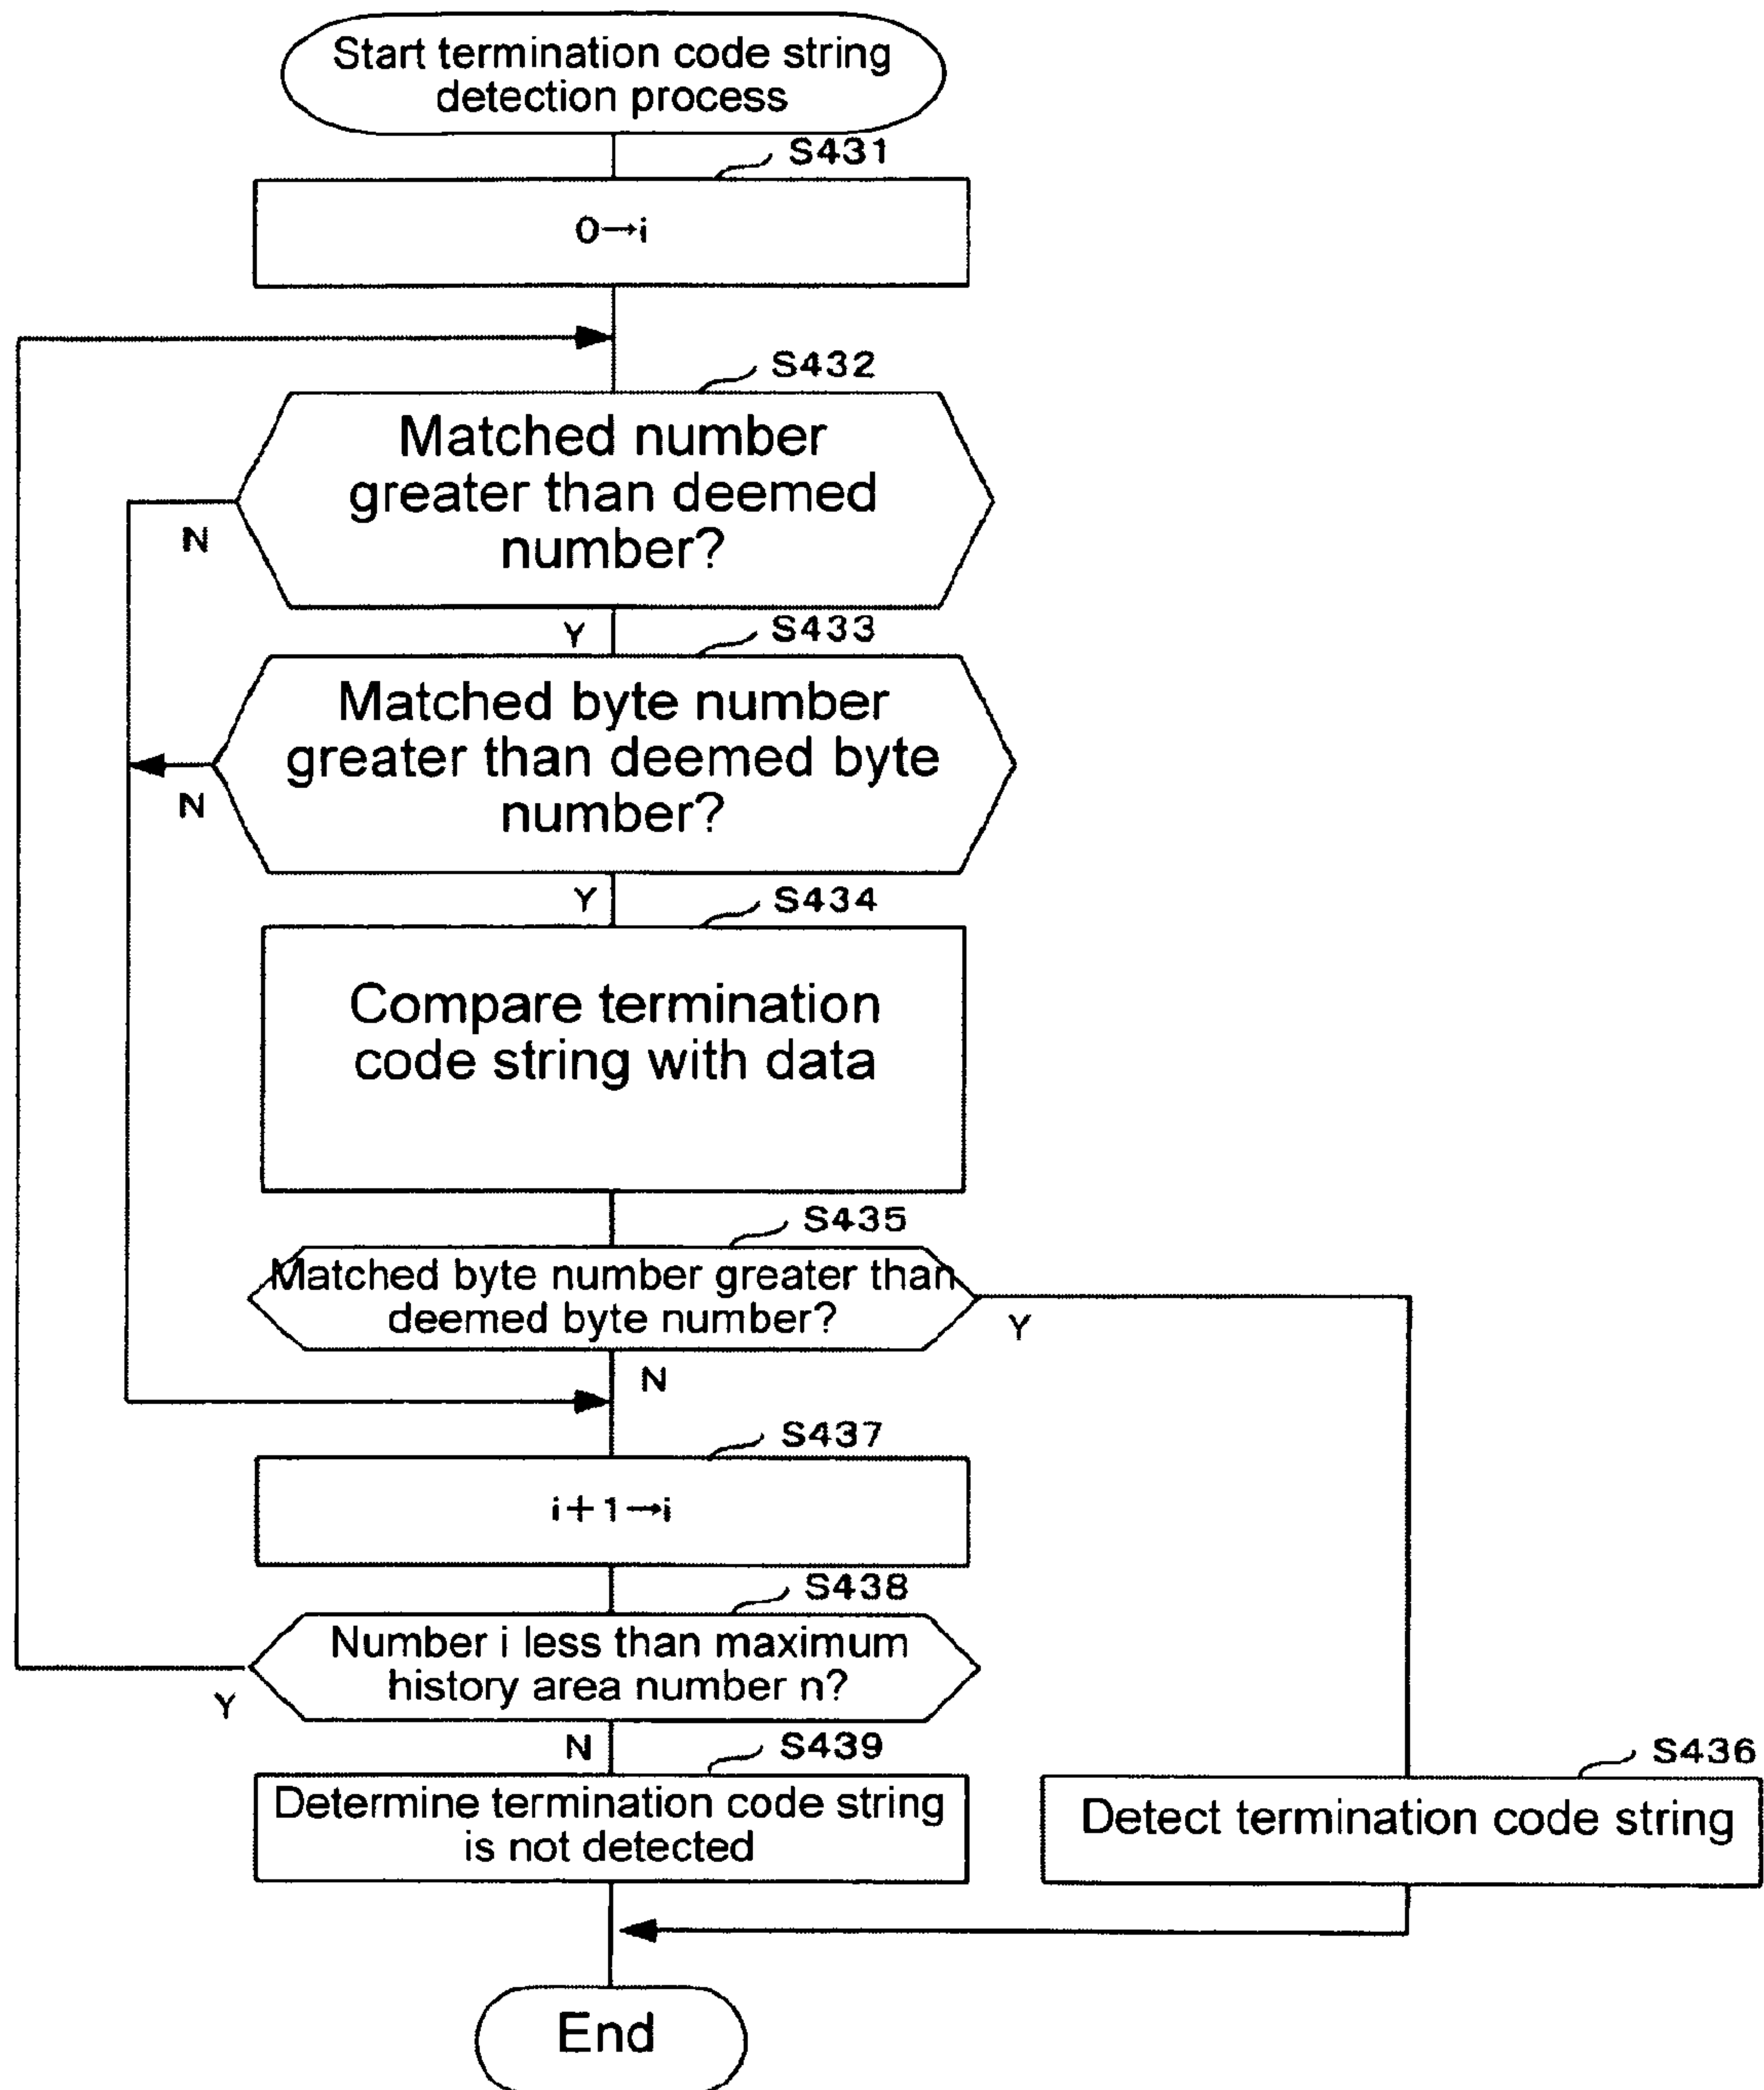 Start termination code string
detection process
S431
0→i
S432
Matched number
greater than deemed
number?
N
Y
S433
Matched byte number
greater than deemed byte
number?
N
Y
S434
Compare termination
code string with data
S435
Matched byte number greater than
deemed byte number?
Y
N
S437
i+1→i
S438
Number i less than maximum
history area number n?
Y
N
S439
Determine termination code string
is not detected
S436
Detect termination code string
End